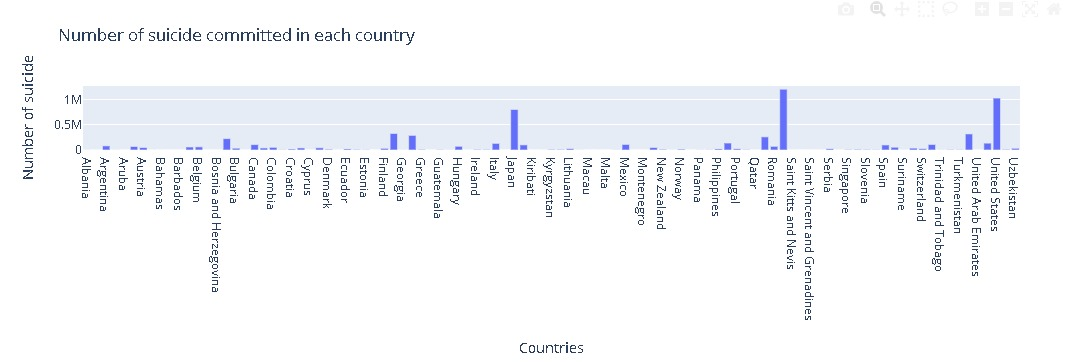 Number of suicide committed in each country
Number of suicide
1M
0.5M
0
Albania
Argentina
Aruba
Austria
Bahamas
Barbados
Belgium
Bosnia and Herzegovina
Bulgaria
Canada
Colombia
Croatia
Cyprus
Denmark
Ecuador
Estonia
Finland
Georgia
Greece
Guatemala
Hungary
Ireland
Italy
Japan
Kiribati
Kyrgyzstan
Lithuania
Macau
Malta
Mexico
Montenegro
New Zealand
Norway
Panama
Philippines
Portugal
Qatar
Romania
Saint Kitts and Nevis
Saint Vincent and Grenadines
Serbia
Singapore
Slovenia
Spain
Suriname
Switzerland
Trinidad and Tobago
Turkmenistan
United Arab Emirates
United States
Uzbekistan
Countries